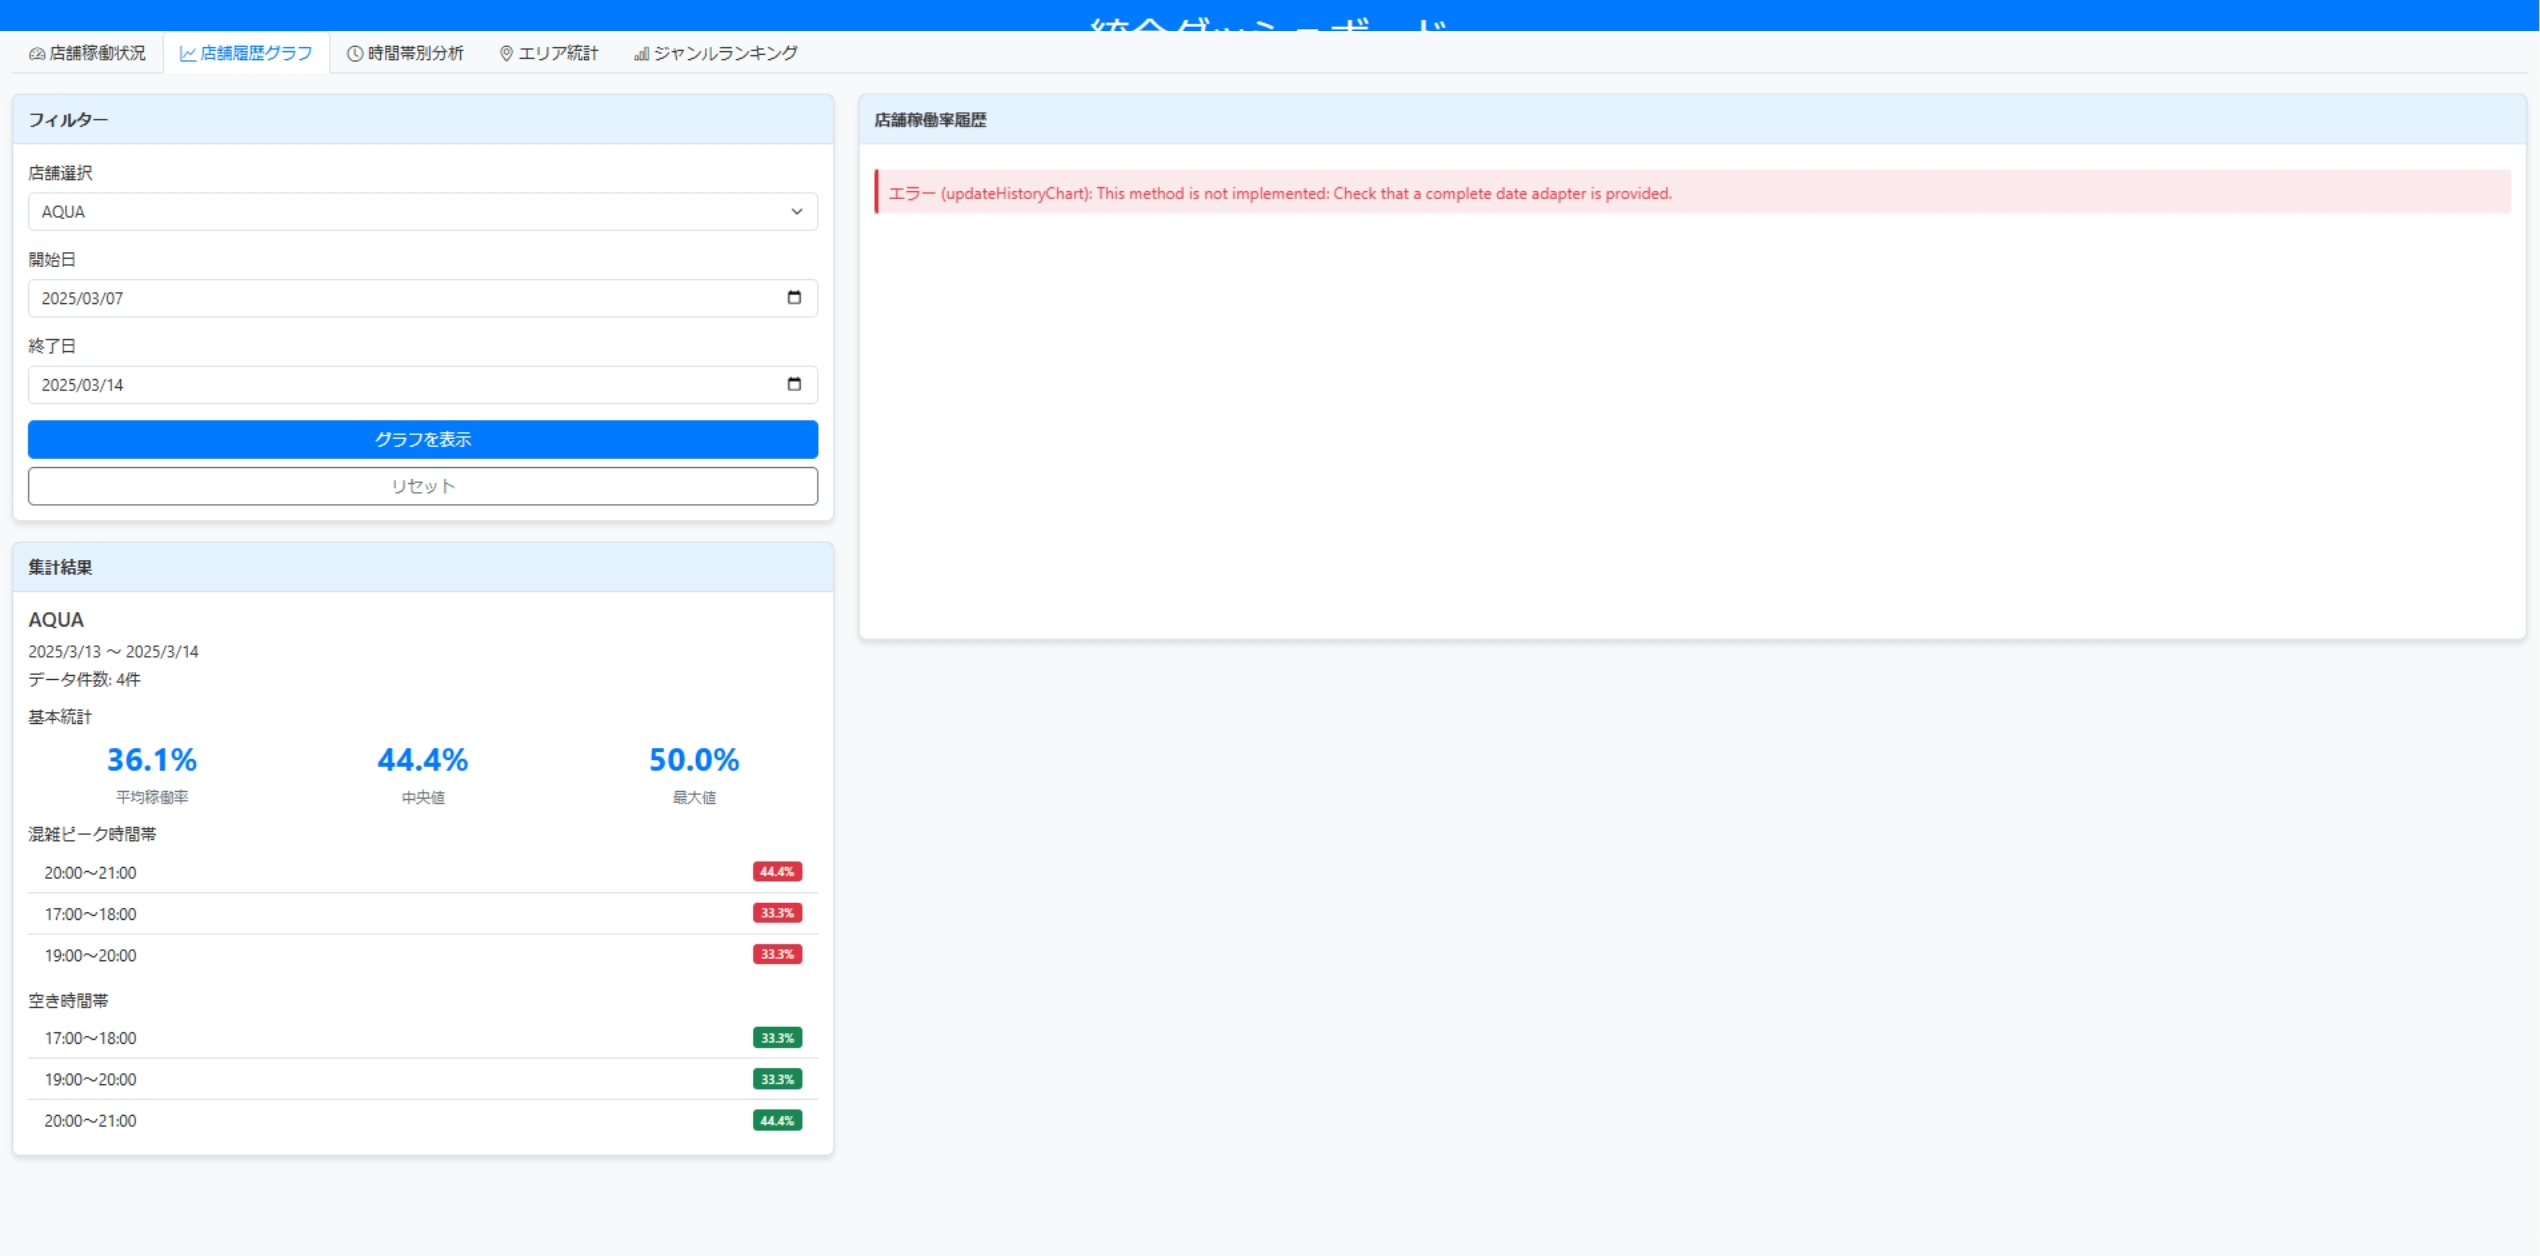 統合ダッシュボード
店舗稼働状況
店舗履歴グラフ
時間帯別分析
エリア統計
ジャンルランキング
フィルター
店舗選択
AQUA
開始日
2025/03/07
終了日
2025/03/14
グラフを表示
リセット
集計結果
AQUA
2025/3/13 ～ 2025/3/14
データ件数: 4件
基本統計
36.1%
平均稼働率
44.4%
中央値
50.0%
最大値
混雑ピーク時間帯
20:00～21:00
44.4%
17:00～18:00
33.3%
19:00～20:00
33.3%
空き時間帯
17:00～18:00
33.3%
19:00～20:00
33.3%
20:00～21:00
44.4%
店舗稼働率履歴
エラー (updateHistoryChart): This method is not implemented: Check that a complete date adapter is provided.